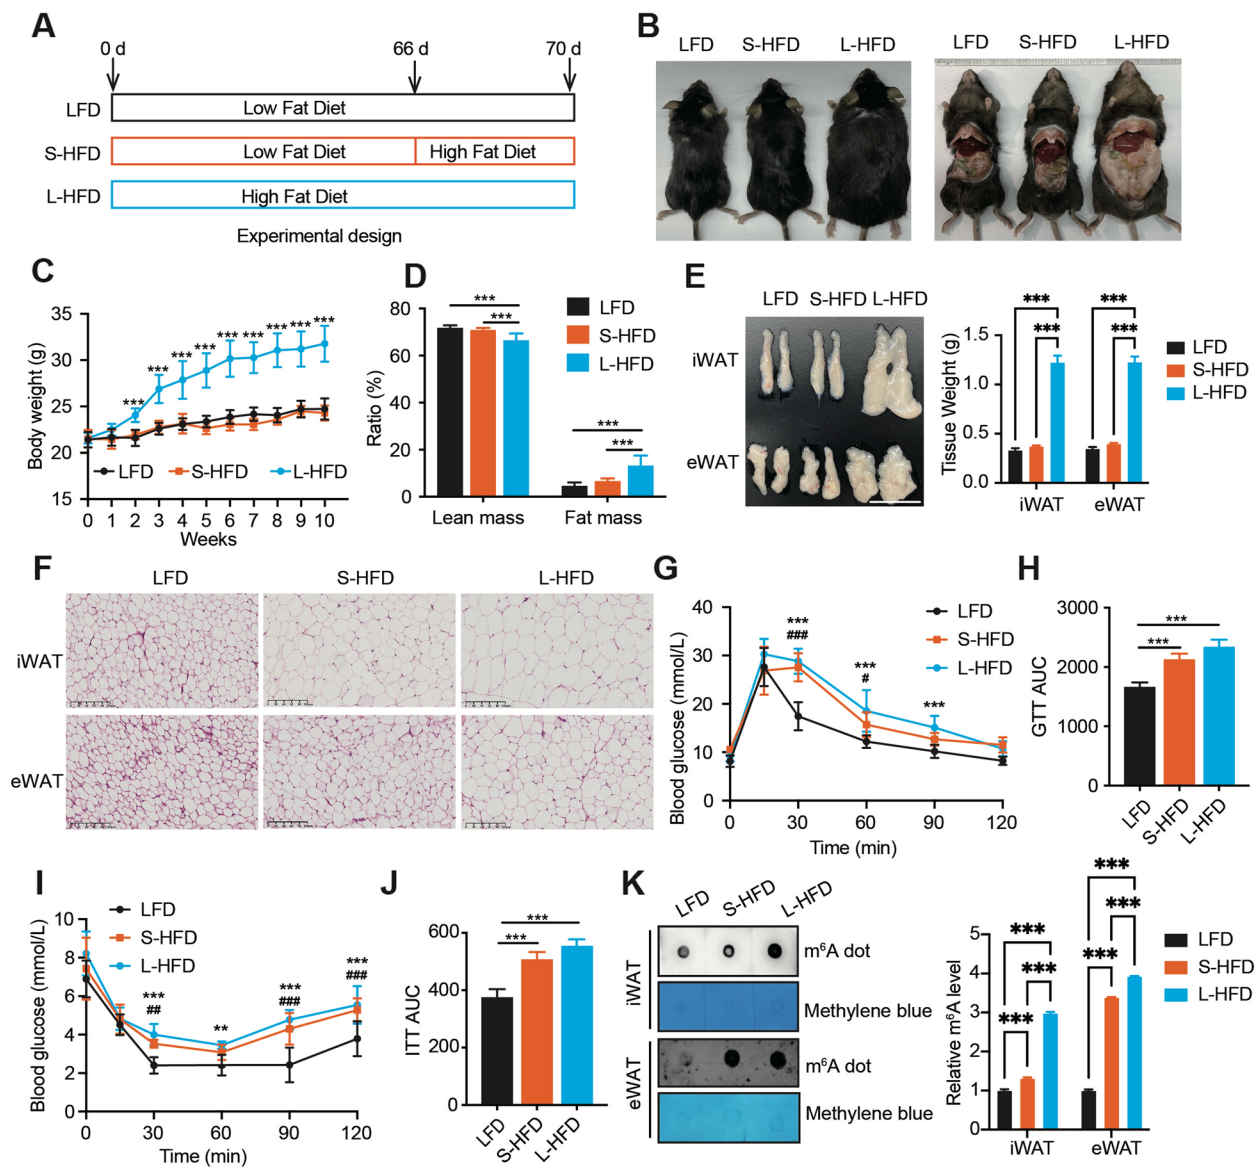 A
0 d 66 d 70 d
LFD Low Fat Diet
S-HFD Low Fat Diet High Fat Diet
L-HFD High Fat Diet
Experimental design
B
LFD S-HFD L-HFD
LFD S-HFD L-HFD
C
Body weight (g)
35
30
25
20
15
*** *** *** *** *** *** *** *** ***
LFD S-HFD L-HFD
0 1 2 3 4 5 6 7 8 9 10
Weeks
D
Ratio (%)
80
60
40
20
0
***
***
***
***
LFD
S-HFD
L-HFD
Lean mass Fat mass
E
LFD S-HFD L-HFD
iWAT
eWAT
Tissue Weight (g)
1.5
1.0
0.5
0.0
*** ***
*** ***
LFD
S-HFD
L-HFD
iWAT eWAT
F
LFD S-HFD L-HFD
iWAT
eWAT
G
Blood glucose (mmol/L)
40
30
20
10
0
***
###
***
#
***
LFD
S-HFD
L-HFD
0 30 60 90 120
Time (min)
H
GTT AUC
3000
2000
1000
0
***
***
LFD
S-HFD
L-HFD
I
Blood glucose (mmol/L)
10
8
6
4
2
0
LFD
S-HFD
L-HFD
***
##
**
***
###
***
###
0 30 60 90 120
Time (min)
J
ITT AUC
600
400
200
0
***
***
LFD
S-HFD
L-HFD
K
LFD S-HFD L-HFD
iWAT
m⁶A dot
Methylene blue
eWAT
m⁶A dot
Methylene blue
Relative m⁶A level
5
4
3
2
1
0
***
***
***
***
***
***
LFD
S-HFD
L-HFD
iWAT eWAT